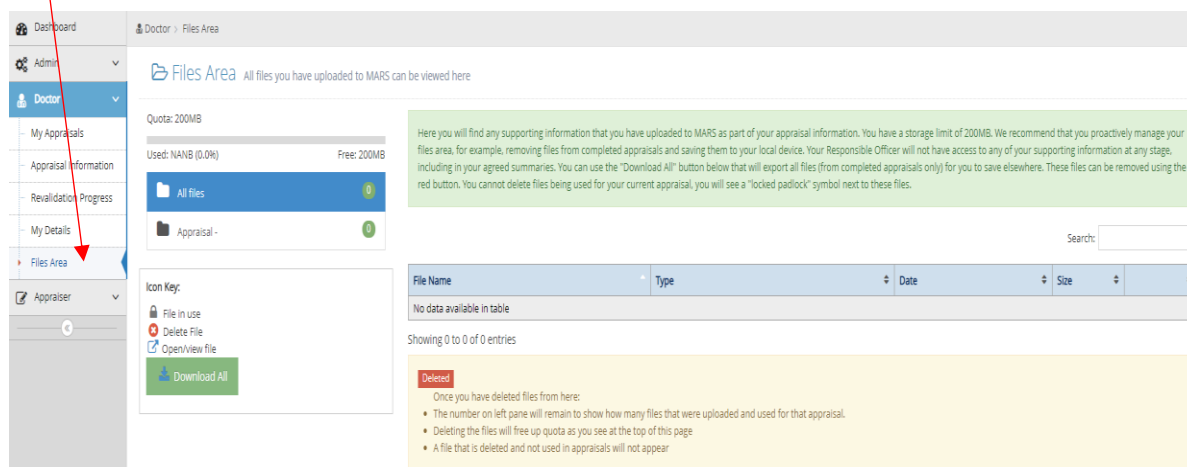 Dashboard
Admin
Doctor
My Appraisals
Appraisal Information
Revalidation Progress
My Details
Files Area
Appraiser
Doctor > Files Area
Files Area All files you have uploaded to MARS can be viewed here
Quota: 200MB
Used: NANB (0.0%) Free: 200MB
All files 0
Appraisal - 0
Icon Key:
File in use
Delete File
Open/view file
Download All
Here you will find any supporting information that you have uploaded to MARS as part of your appraisal information. You have a storage limit of 200MB. We recommend that you proactively manage your
files area, for example, removing files from completed appraisals and saving them to your local device. Your Responsible Officer will not have access to any of your supporting information at any stage,
including in your agreed summaries. You can use the "Download All" button below that will export all files (from completed appraisals only) for you to save elsewhere. These files can be removed using the
red button. You cannot delete files being used for your current appraisal, you will see a "locked padlock" symbol next to these files.
Search:
File Name Type Date Size
No data available in table
Showing 0 to 0 of 0 entries
Deleted
Once you have deleted files from here:
• The number on left pane will remain to show how many files that were uploaded and used for that appraisal.
• Deleting the files will free up quota as you see at the top of this page
• A file that is deleted and not used in appraisals will not appear